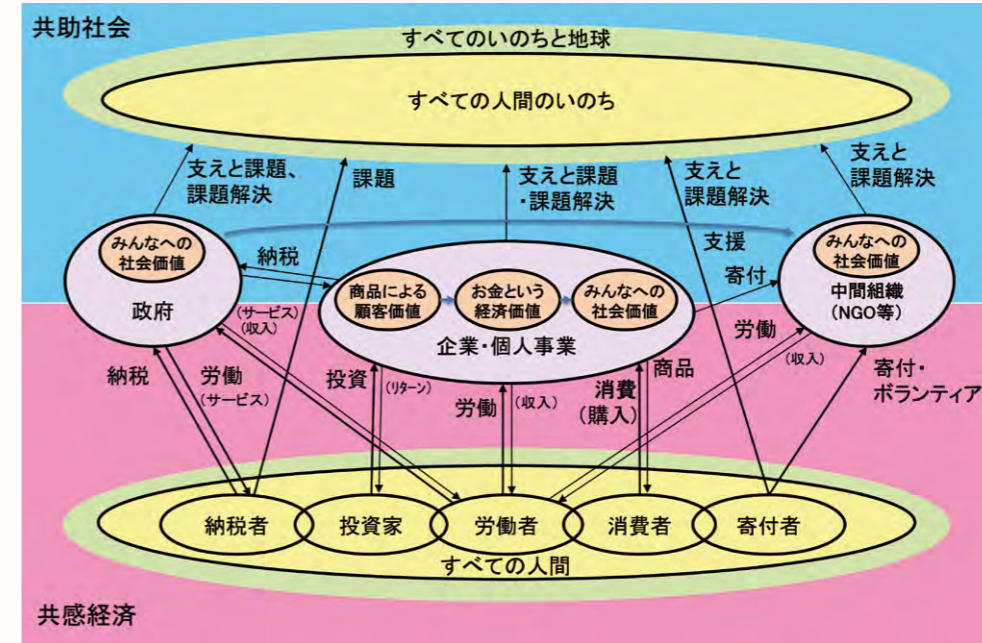 共助社会
すべてのいのちと地球
すべての人間のいのち
支えと課題、
課題解決
課題
支えと課題
・課題解決
支えと
課題解決
支えと
課題解決
みんなへの
社会価値
政府
納税
商品による
顧客価値
お金という
経済価値
みんなへの
社会価値
企業・個人事業
支援
寄付
みんなへの
社会価値
中間組織
(NGO等)
(サービス)
(収入)
納税
労働
(サービス)
投資
(リターン)
労働
(収入)
消費
(購入)
商品
労働
(収入)
寄付・
ボランティア
納税者
投資家
労働者
消費者
寄付者
すべての人間
共感経済